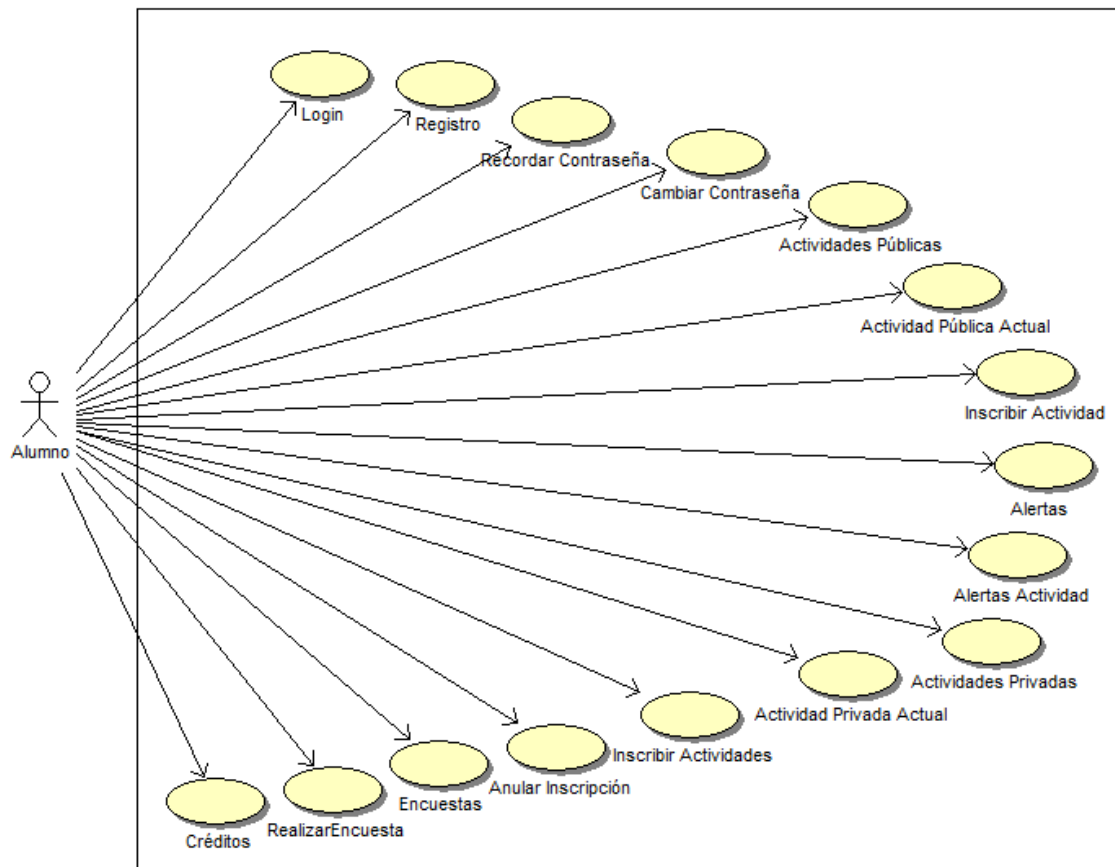 Login
Registro
Recordar Contraseña
Cambiar Contraseña
Actividades Públicas
Actividad Pública Actual
Inscribir Actividad
Alumno
Alertas
Alertas Actividad
Actividades Privadas
Actividad Privada Actual
Inscribir Actividades
Anular Inscripción
Encuestas
RealizarEncuesta
Créditos